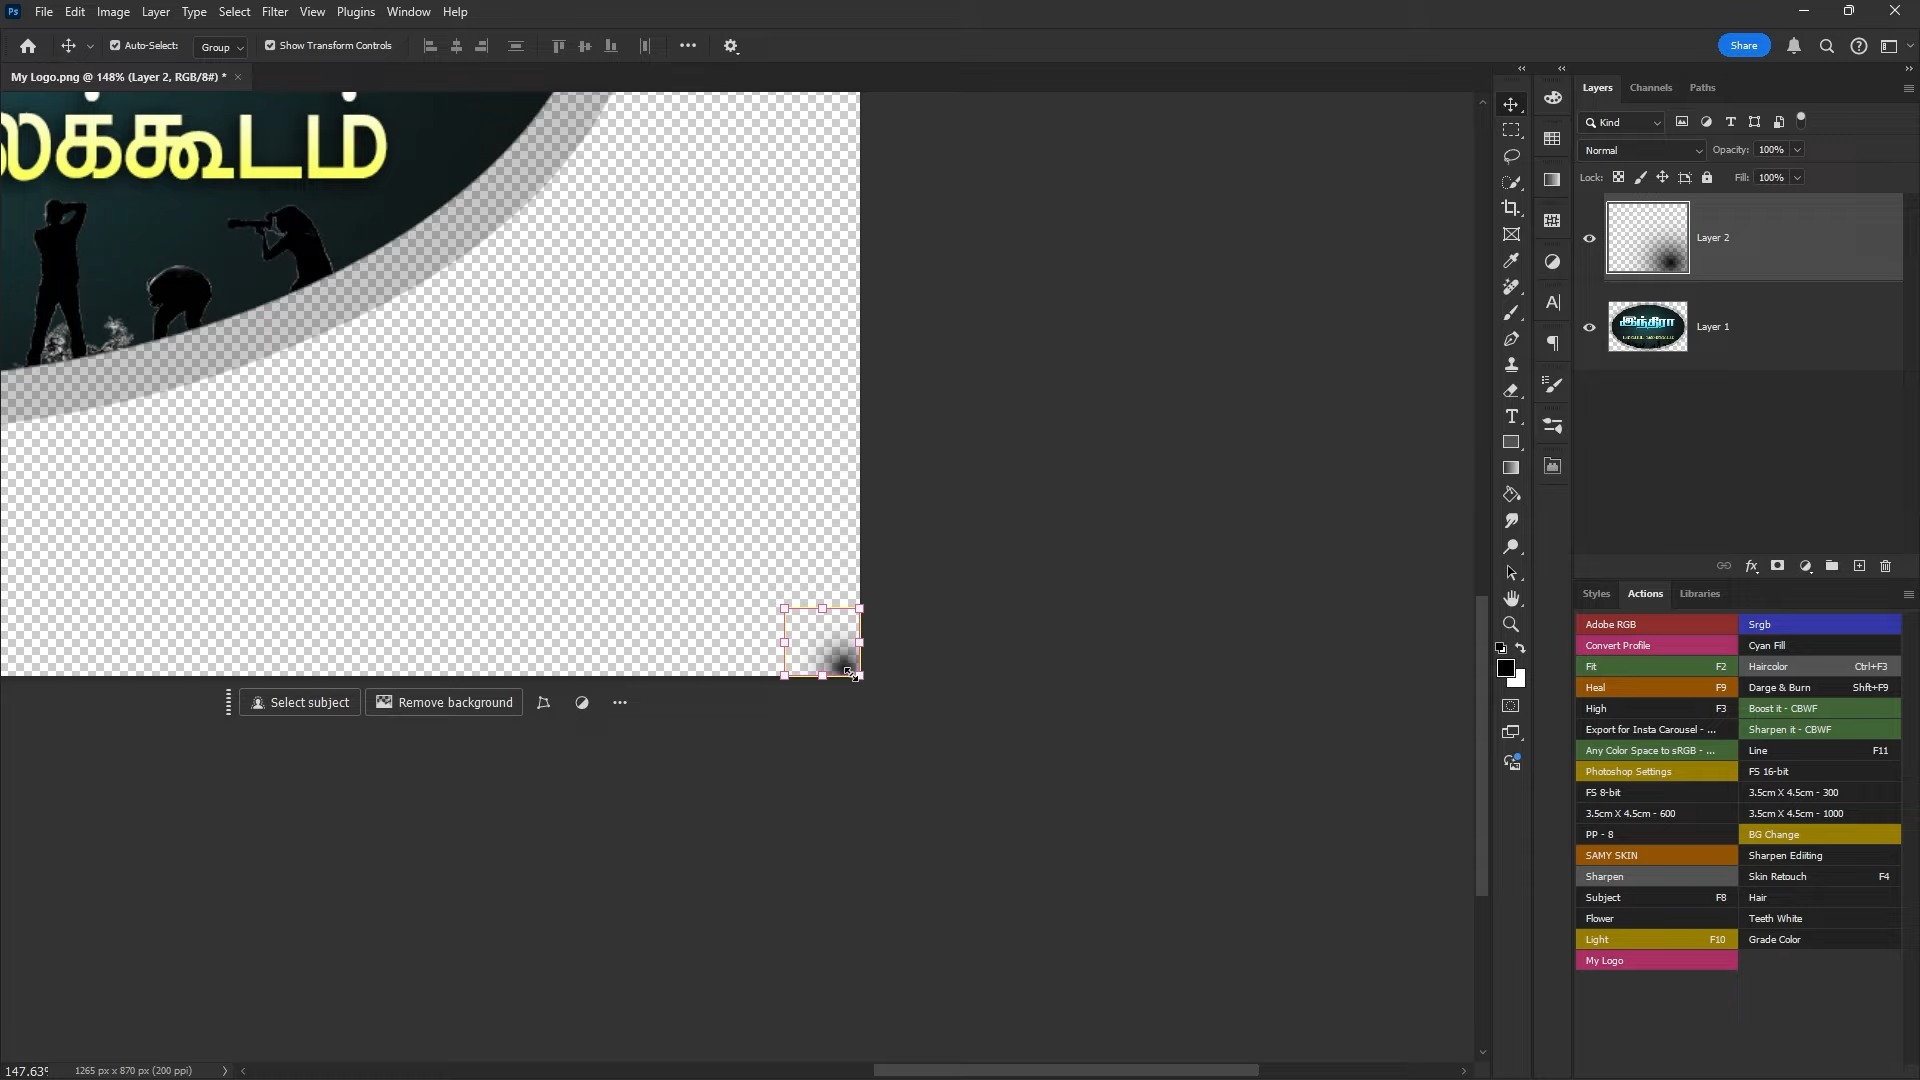 Ps File Edit Image Layer Type Select Filter View Plugins Window Help
Auto-Select: Group Show Transform Controls Share
My Logo.png @ 148% (Layer 2, RGB/8#) *
லக்கூடம்
Select subject Remove background
147.63% 1265 px x 870 px (200 ppi)
Layers Channels Paths
Kind
Normal Opacity: 100%
Lock: Fill: 100%
Layer 2
இந்திரா
Layer 1
Styles Actions Libraries
Adobe RGB Srgb
Convert Profile Cyan Fill
Fit F2 Haircolor Ctrl+F3
Heal F9 Darge & Burn Shft+F9
High F3 Boost it - CBWF
Export for Insta Carousel - ... Sharpen it - CBWF
Any Color Space to sRGB - ... Line F11
Photoshop Settings FS 16-bit
FS 8-bit 3.5cm X 4.5cm - 300
3.5cm X 4.5cm - 600 3.5cm X 4.5cm - 1000
PP - 8 BG Change
SAMY SKIN Sharpen Ediiting
Sharpen Skin Retouch F4
Subject F8 Hair
Flower Teeth White
Light F10 Grade Color
My Logo